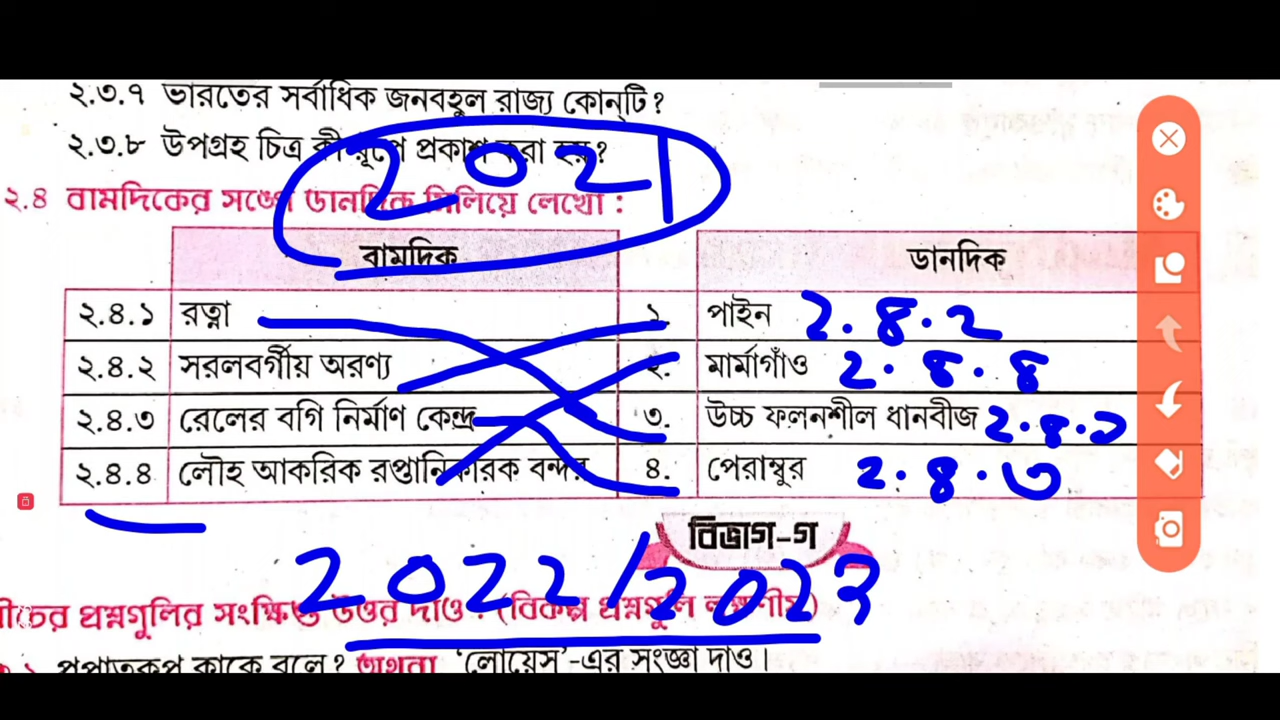 ২.৩.৭ ভারতের সর্বাধিক জনবহুল রাজ্য কোন্‌টি?
২.৩.৮ উপগ্রহ চিত্র কী রূপে প্রকাশ করা হয়?
2021
২.৪ বামদিকের সঙ্গে ডানদিক মিলিয়ে লেখো :
বামদিক ডানদিক
২.৪.১ রত্না ১. পাইন 2.8.2
২.৪.২ সরলবর্গীয় অরণ্য ২. মার্মাগাঁও 2.8.8
২.৪.৩ রেলের বগি নির্মাণ কেন্দ্র ৩. উচ্চ ফলনশীল ধানবীজ 2.8.১
২.৪.৪ লৌহ আকরিক রপ্তানিকারক বন্দর ৪. পেরাম্বুর 2.8.৩
বিভাগ-গ
2022/2023
নীচের প্রশ্নগুলির সংক্ষিপ্ত উত্তর দাও : (বিকল্প প্রশ্নগুলি লক্ষণীয়)
প্রপাতকূপ কাকে বলে? অথবা 'লোয়েস'-এর সংজ্ঞা দাও।